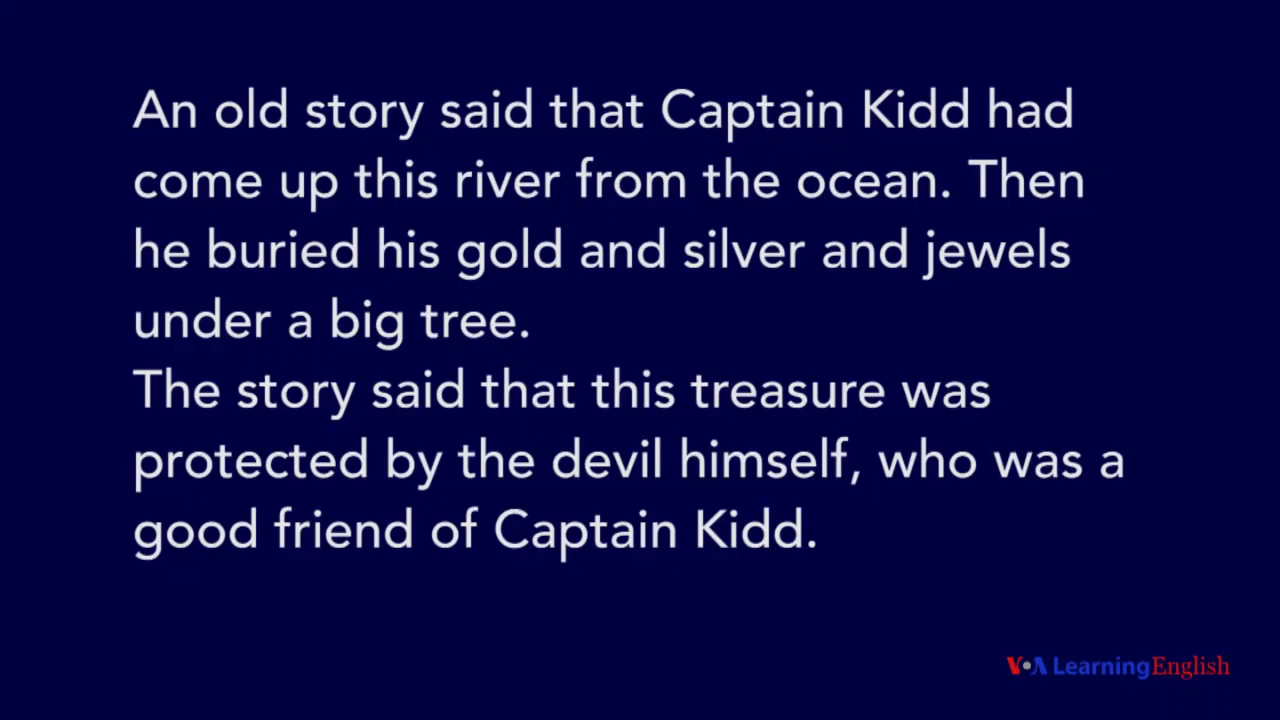 An old story said that Captain Kidd had
come up this river from the ocean. Then
he buried his gold and silver and jewels
under a big tree.
The story said that this treasure was
protected by the devil himself, who was a
good friend of Captain Kidd.
VOA Learning English